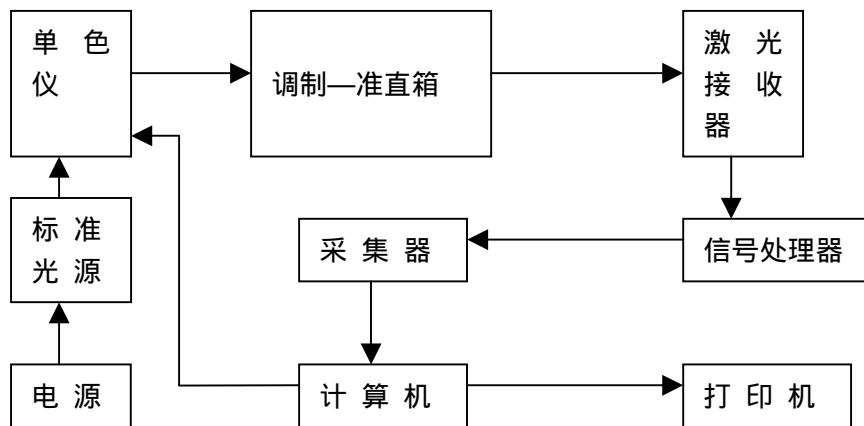 单 色
仪
调制—准直箱
激 光
接 收
器
标 准
光 源
采 集 器
信号处理器
电 源
计 算 机
打 印 机